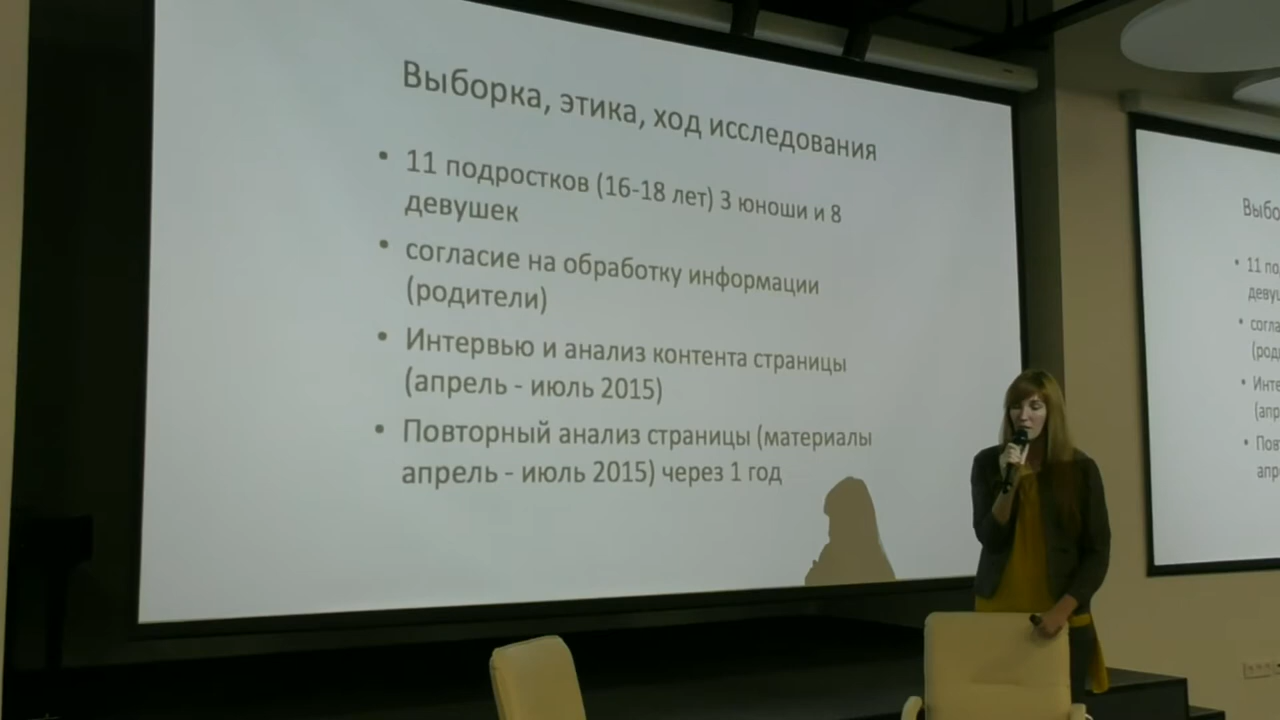 Выборка, этика, ход исследования
• 11 подростков (16-18 лет) 3 юноши и 8
девушек
• согласие на обработку информации
(родители)
• Интервью и анализ контента страницы
(апрель - июль 2015)
• Повторный анализ страницы (материалы
апрель - июль 2015) через 1 год